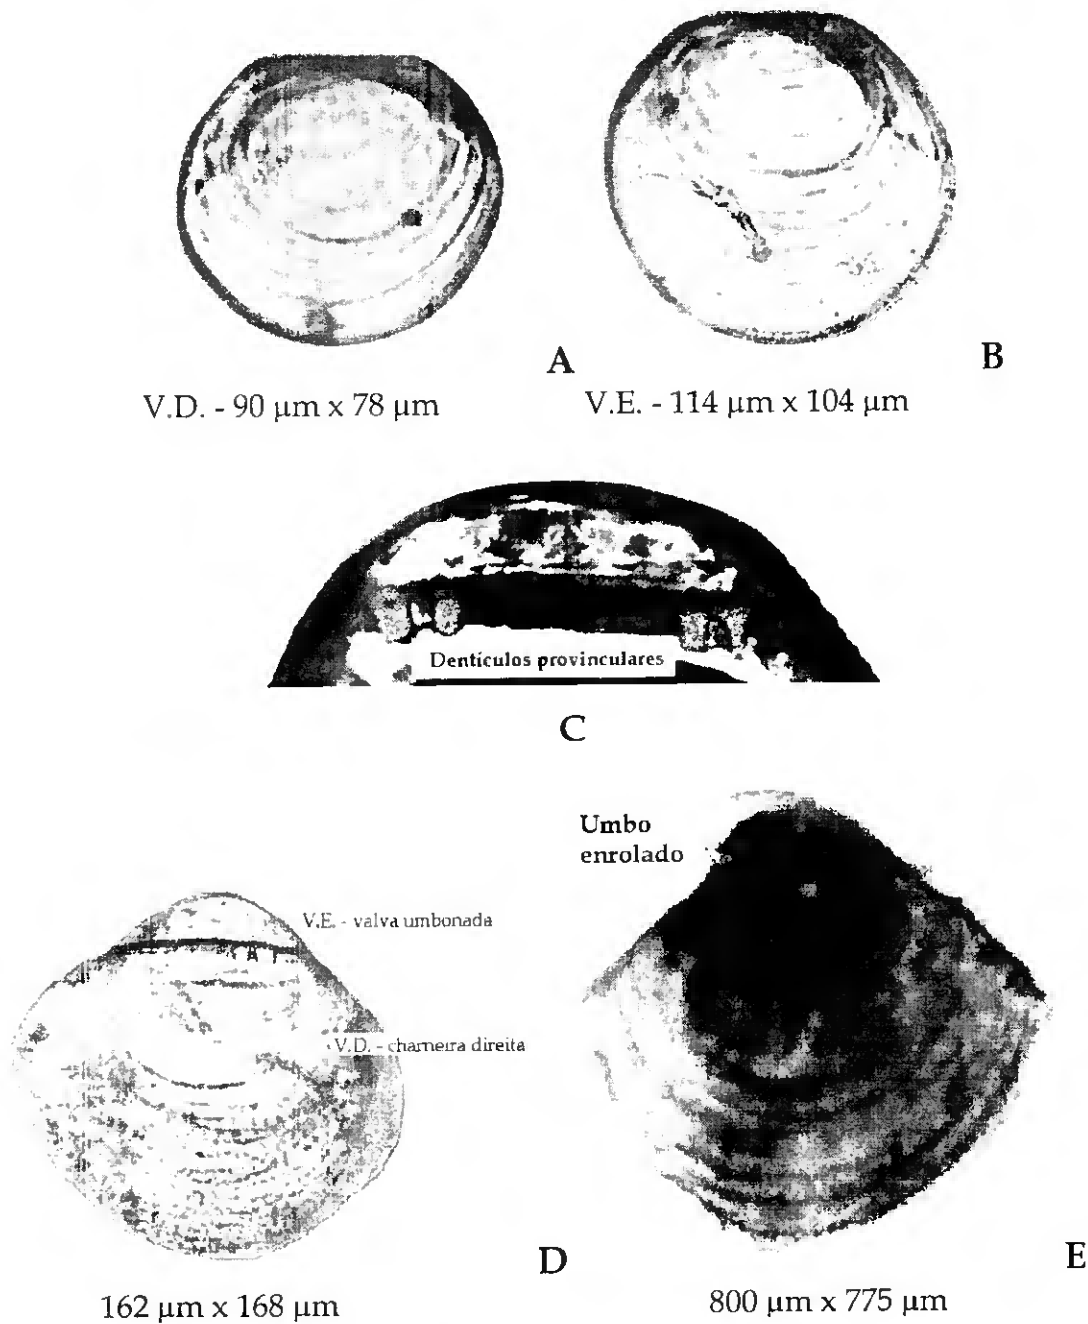 A
B
V.D. - 90 µm x 78 µm
V.E. - 114 µm x 104 µm
Dentículos provinculares
C
Umbo
enrolado
V.E. - valva umbonada
V.D. - charneira direita
D
E
162 µm x 168 µm
800 µm x 775 µm